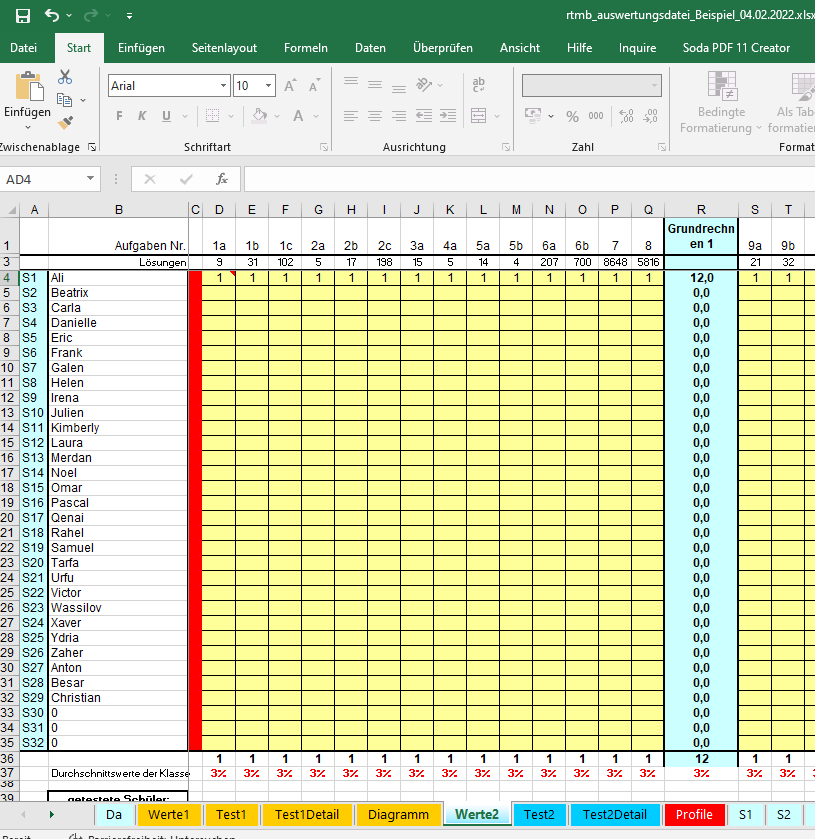 rtmb_auswertungsdatei_Beispiel_04.02.2022.xlsx
Datei Start Einfügen Seitenlayout Formeln Daten Überprüfen Ansicht Hilfe Inquire Soda PDF 11 Creator
Arial 10
Einfügen F K U ab Bedingte Als Tab
% 000 Formatierung formatieren
Zwischenablage Schriftart Ausrichtung Zahl Format
AD4 fx
A B C D E F G H I J K L M N O P Q R S T
1 Aufgaben Nr. 1a 1b 1c 2a 2b 2c 3a 4a 5a 5b 6a 6b 7 8 Grundrechn en 1 9a 9b
3 Lösungen 9 31 102 5 17 198 15 5 14 4 207 700 8648 5816 21 32
4 S1 Ali 1 1 1 1 1 1 1 1 1 1 1 1 1 1 12,0 1 1
5 S2 Beatrix 0,0
6 S3 Carla 0,0
7 S4 Danielle 0,0
8 S5 Eric 0,0
9 S6 Frank 0,0
10 S7 Galen 0,0
11 S8 Helen 0,0
12 S9 Irena 0,0
13 S10 Julien 0,0
14 S11 Kimberly 0,0
15 S12 Laura 0,0
16 S13 Merdan 0,0
17 S14 Noel 0,0
18 S15 Omar 0,0
19 S16 Pascal 0,0
20 S17 Qenai 0,0
21 S18 Rahel 0,0
22 S19 Samuel 0,0
23 S20 Tarfa 0,0
24 S21 Urfu 0,0
25 S22 Victor 0,0
26 S23 Wassilov 0,0
27 S24 Xaver 0,0
28 S25 Ydria 0,0
29 S26 Zaher 0,0
30 S27 Anton 0,0
31 S28 Besar 0,0
32 S29 Christian 0,0
33 S30 0 0,0
34 S31 0 0,0
35 S32 0 0,0
36 1 1 1 1 1 1 1 1 1 1 1 1 1 1 12 1 1
37 Durchschnittswerte der Klasse 3% 3% 3% 3% 3% 3% 3% 3% 3% 3% 3% 3% 3% 3% 3% 3% 3%
38
39 getestete Schüler:
Da Werte1 Test1 Test1Detail Diagramm Werte2 Test2 Test2Detail Profile S1 S2
Bereit Barrierefreiheit: Untersuchen